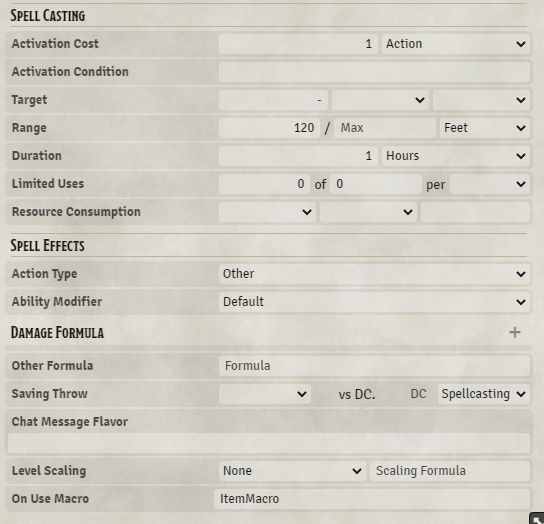 Spell Casting
Activation Cost 1 Action
Activation Condition
Target -
Range 120 / Max Feet
Duration 1 Hours
Limited Uses 0 of 0 per
Resource Consumption
Spell Effects
Action Type Other
Ability Modifier Default
Damage Formula +
Other Formula Formula
Saving Throw vs DC. DC Spellcasting
Chat Message Flavor
Level Scaling None Scaling Formula
On Use Macro ItemMacro